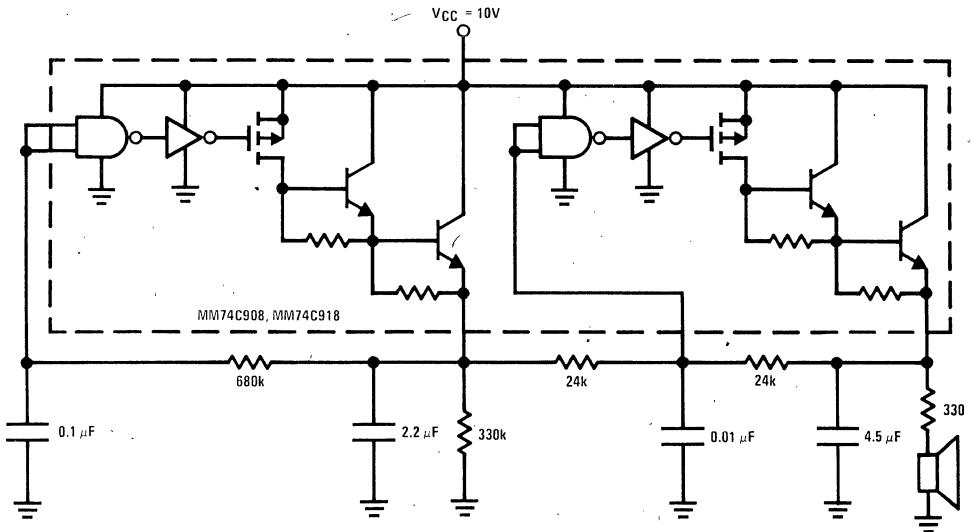 VCC = 10V
MM74C908, MM74C918
680k
24k
24k
330
0.1 μF
2.2 μF
330k
0.01 μF
4.5 μF